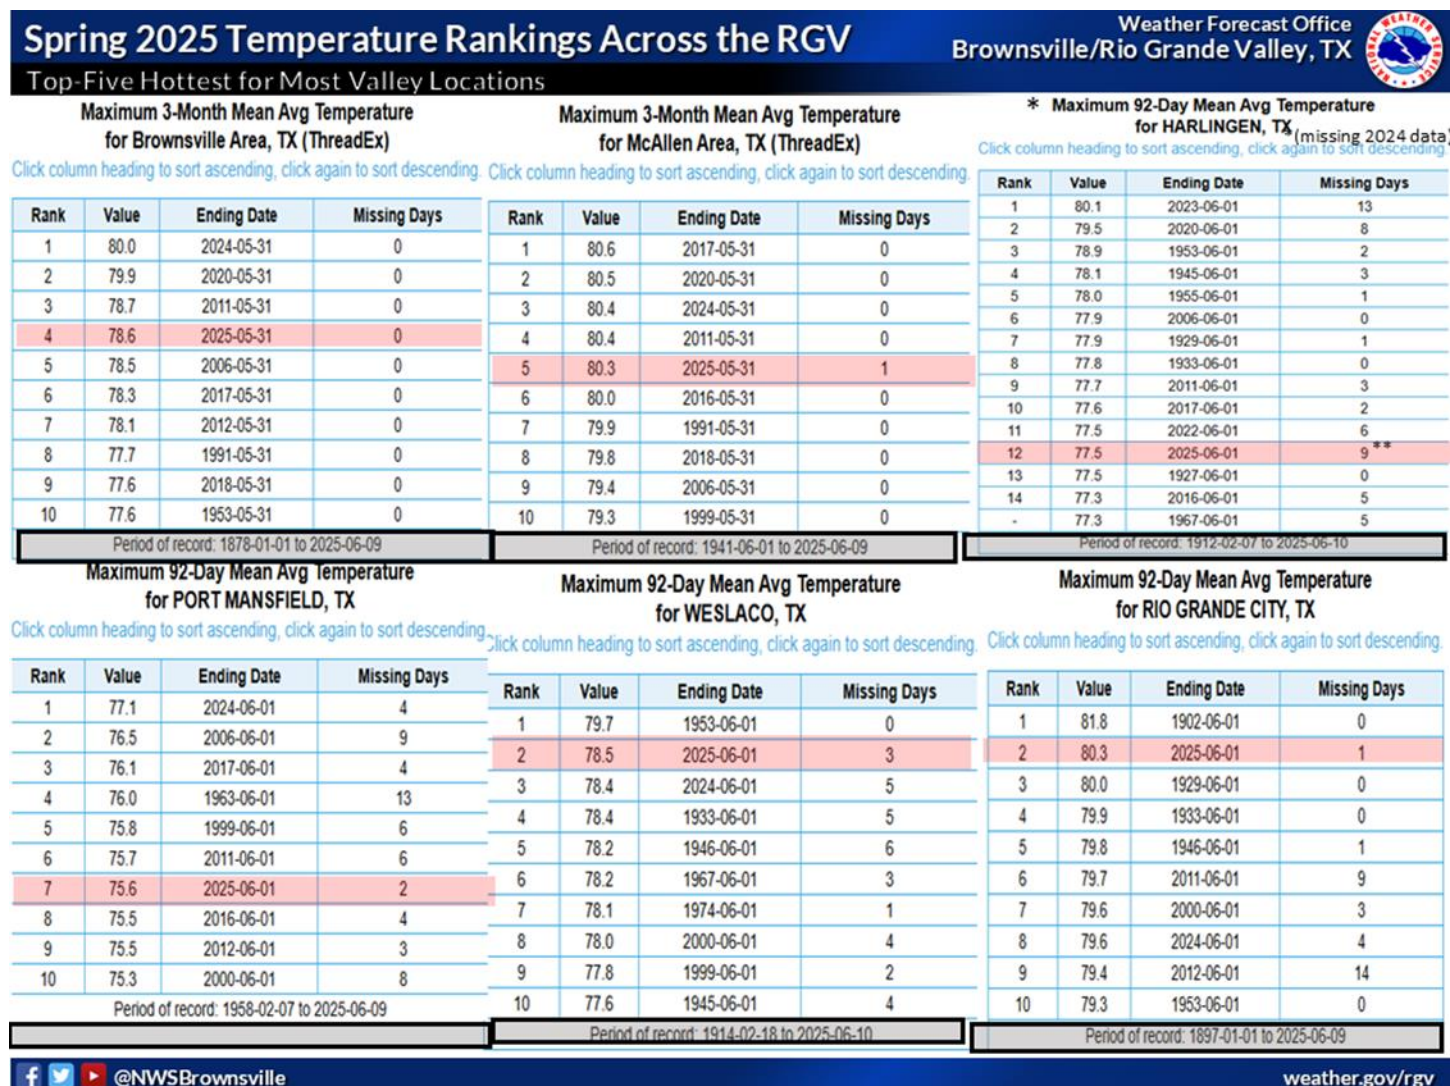 Spring 2025 Temperature Rankings Across the RGV
Top-Five Hottest for Most Valley Locations
Weather Forecast Office
Brownsville/Rio Grande Valley, TX
NATIONAL WEATHER SERVICE
Maximum 3-Month Mean Avg Temperature
for Brownsville Area, TX (ThreadEx)
Click column heading to sort ascending, click again to sort descending.
Rank Value Ending Date Missing Days
1 80.0 2024-05-31 0
2 79.9 2020-05-31 0
3 78.7 2011-05-31 0
4 78.6 2025-05-31 0
5 78.5 2006-05-31 0
6 78.3 2017-05-31 0
7 78.1 2012-05-31 0
8 77.7 1991-05-31 0
9 77.6 2018-05-31 0
10 77.6 1953-05-31 0
Period of record: 1878-01-01 to 2025-06-09
Maximum 3-Month Mean Avg Temperature
for McAllen Area, TX (ThreadEx)
Click column heading to sort ascending, click again to sort descending.
Rank Value Ending Date Missing Days
1 80.6 2017-05-31 0
2 80.5 2020-05-31 0
3 80.4 2024-05-31 0
4 80.4 2011-05-31 0
5 80.3 2025-05-31 1
6 80.0 2016-05-31 0
7 79.9 1991-05-31 0
8 79.8 2018-05-31 0
9 79.4 2006-05-31 0
10 79.3 1999-05-31 0
Period of record: 1941-06-01 to 2025-06-09
* Maximum 92-Day Mean Avg Temperature
for HARLINGEN, TX *(missing 2024 data)
Click column heading to sort ascending, click again to sort descending.
Rank Value Ending Date Missing Days
1 80.1 2023-06-01 13
2 79.5 2020-06-01 8
3 78.9 1953-06-01 2
4 78.1 1945-06-01 3
5 78.0 1955-06-01 1
6 77.9 2006-06-01 0
7 77.9 1929-06-01 1
8 77.8 1933-06-01 0
9 77.7 2011-06-01 3
10 77.6 2017-06-01 2
11 77.5 2022-06-01 6
12 77.5 2025-06-01 9 **
13 77.5 1927-06-01 0
14 77.3 2016-06-01 5
- 77.3 1967-06-01 5
Period of record: 1912-02-07 to 2025-06-10
Maximum 92-Day Mean Avg Temperature
for PORT MANSFIELD, TX
Click column heading to sort ascending, click again to sort descending.
Rank Value Ending Date Missing Days
1 77.1 2024-06-01 4
2 76.5 2006-06-01 9
3 76.1 2017-06-01 4
4 76.0 1963-06-01 13
5 75.8 1999-06-01 6
6 75.7 2011-06-01 6
7 75.6 2025-06-01 2
8 75.5 2016-06-01 4
9 75.5 2012-06-01 3
10 75.3 2000-06-01 8
Period of record: 1958-02-07 to 2025-06-09
Maximum 92-Day Mean Avg Temperature
for WESLACO, TX
Click column heading to sort ascending, click again to sort descending.
Rank Value Ending Date Missing Days
1 79.7 1953-06-01 0
2 78.5 2025-06-01 3
3 78.4 2024-06-01 5
4 78.4 1933-06-01 5
5 78.2 1946-06-01 6
6 78.2 1967-06-01 3
7 78.1 1974-06-01 1
8 78.0 2000-06-01 4
9 77.8 1999-06-01 2
10 77.6 1945-06-01 4
Period of record: 1914-02-18 to 2025-06-10
Maximum 92-Day Mean Avg Temperature
for RIO GRANDE CITY, TX
Click column heading to sort ascending, click again to sort descending.
Rank Value Ending Date Missing Days
1 81.8 1902-06-01 0
2 80.3 2025-06-01 1
3 80.0 1929-06-01 0
4 79.9 1933-06-01 0
5 79.8 1946-06-01 1
6 79.7 2011-06-01 9
7 79.6 2000-06-01 3
8 79.6 2024-06-01 4
9 79.4 2012-06-01 14
10 79.3 1953-06-01 0
Period of record: 1897-01-01 to 2025-06-09
@NWSBrownsville
weather.gov/rgv